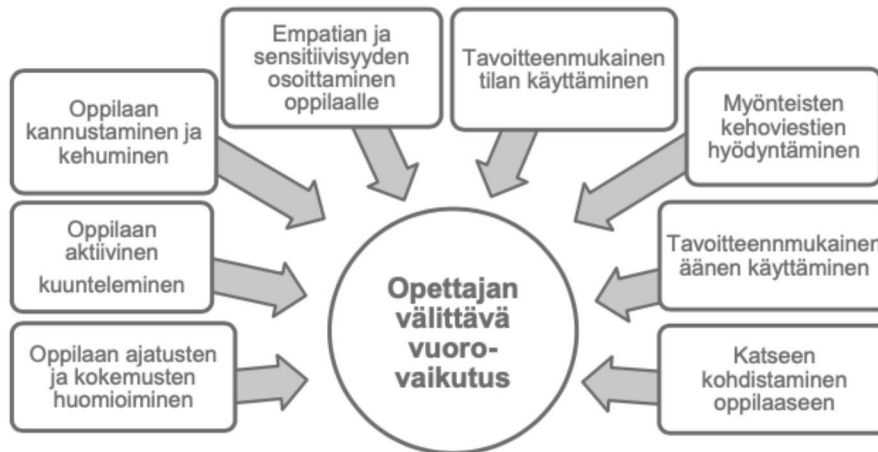 Empatian ja
sensitiivisyyden
osoittaminen
oppilaalle
Tavoitteenmukainen
tilan käyttäminen
Oppilaan
kannustaminen ja
kehuminen
Myönteisten
kehoviestien
hyödyntäminen
Oppilaan
aktiivinen
kuunteleminen
Tavoitteennmukainen
äänen käyttäminen
Opettajan
välittävä
vuoro-
vaikutus
Oppilaan ajatusten
ja kokemusten
huomioiminen
Katseen
kohdistaminen
oppilaaseen